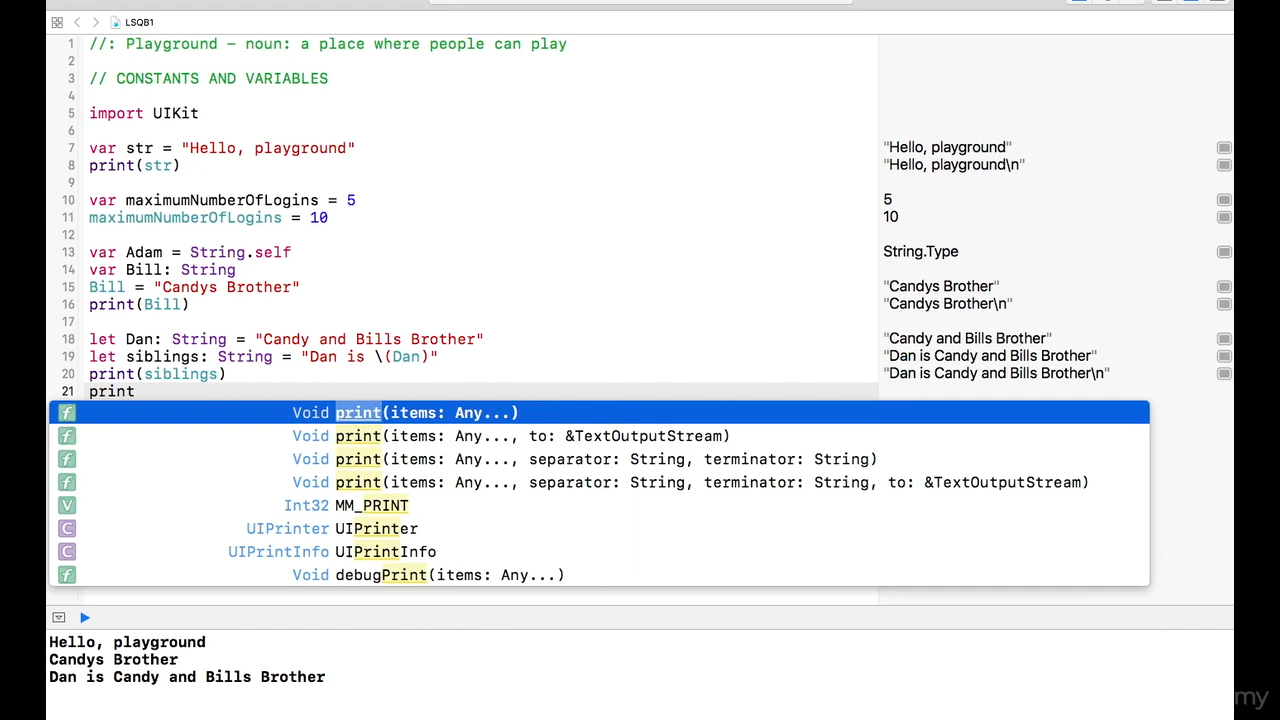 LSQB1
1 //: Playground - noun: a place where people can play
2
3 // CONSTANTS AND VARIABLES
4
5 import UIKit
6
7 var str = "Hello, playground" "Hello, playground"
8 print(str) "Hello, playground\n"
9
10 var maximumNumberOfLogins = 5 5
11 maximumNumberOfLogins = 10 10
12
13 var Adam = String.self String.Type
14 var Bill: String
15 Bill = "Candys Brother" "Candys Brother"
16 print(Bill) "Candys Brother\n"
17
18 let Dan: String = "Candy and Bills Brother" "Candy and Bills Brother"
19 let siblings: String = "Dan is \(Dan)" "Dan is Candy and Bills Brother"
20 print(siblings) "Dan is Candy and Bills Brother\n"
21 print
f Void print(items: Any...)
f Void print(items: Any..., to: &TextOutputStream)
f Void print(items: Any..., separator: String, terminator: String)
f Void print(items: Any..., separator: String, terminator: String, to: &TextOutputStream)
V Int32 MM_PRINT
C UIPrinter UIPrinter
C UIPrintInfo UIPrintInfo
f Void debugPrint(items: Any...)
Hello, playground
Candys Brother
Dan is Candy and Bills Brother
my